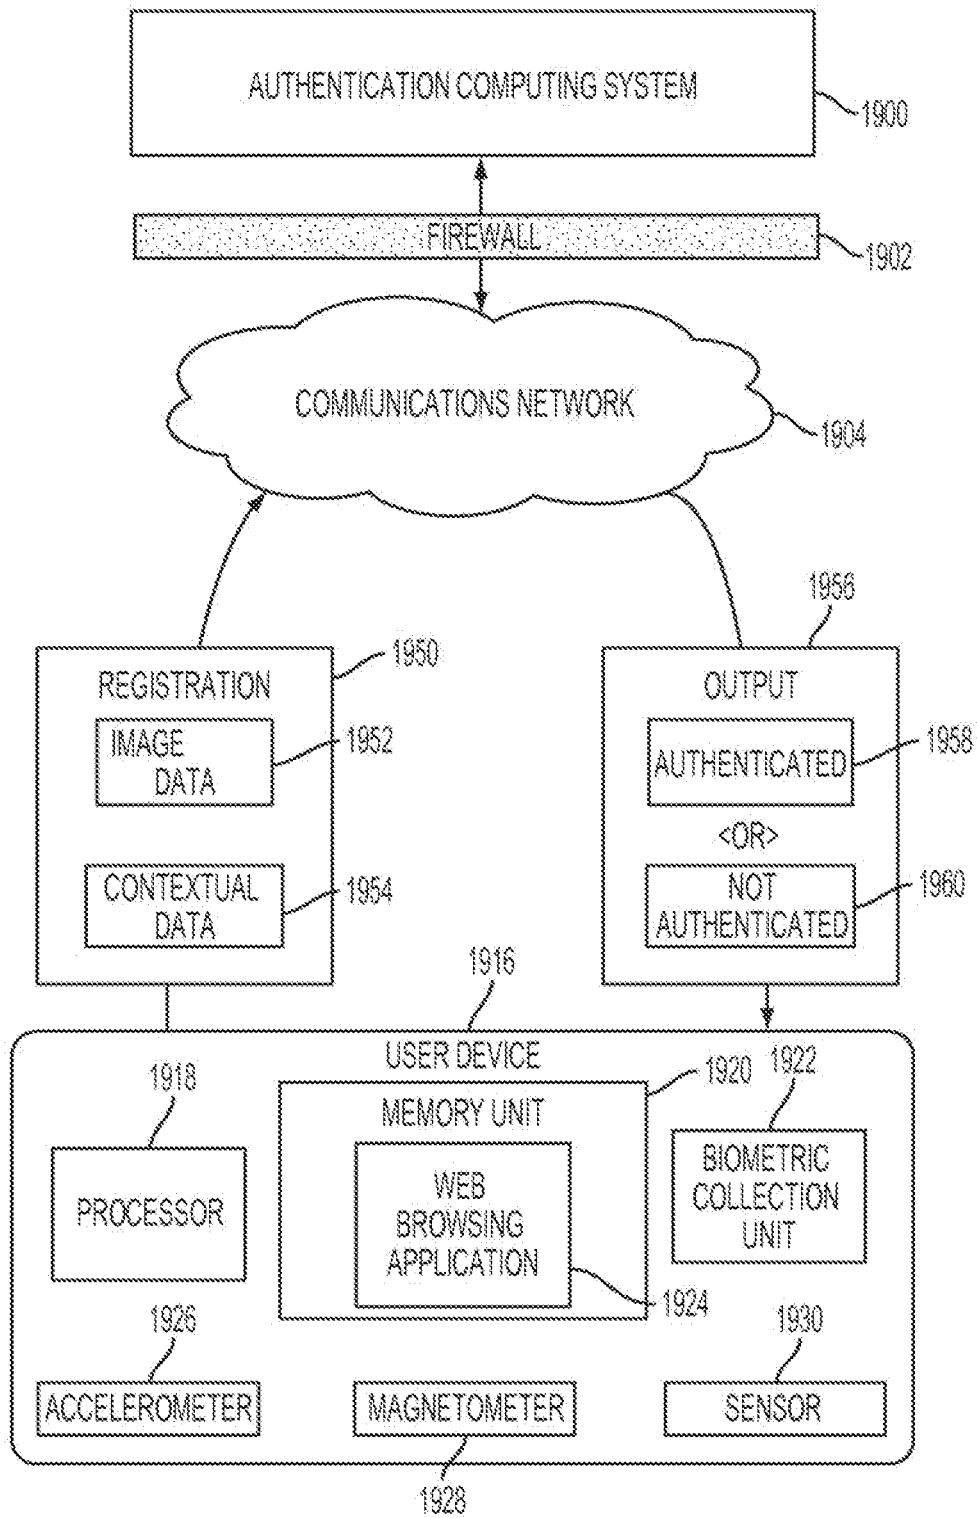 AUTHENTICATION COMPUTING SYSTEM
1900
FIREWALL
1902
COMMUNICATIONS NETWORK
1904
1950
REGISTRATION
IMAGE
DATA
1952
CONTEXTUAL
DATA
1954
1956
OUTPUT
AUTHENTICATED
1958
<OR>
NOT
AUTHENTICATED
1960
1916
USER DEVICE
1918
PROCESSOR
1920
MEMORY UNIT
WEB
BROWSING
APPLICATION
1924
1922
BIOMETRIC
COLLECTION
UNIT
1926
ACCELEROMETER
MAGNETOMETER
1928
1930
SENSOR